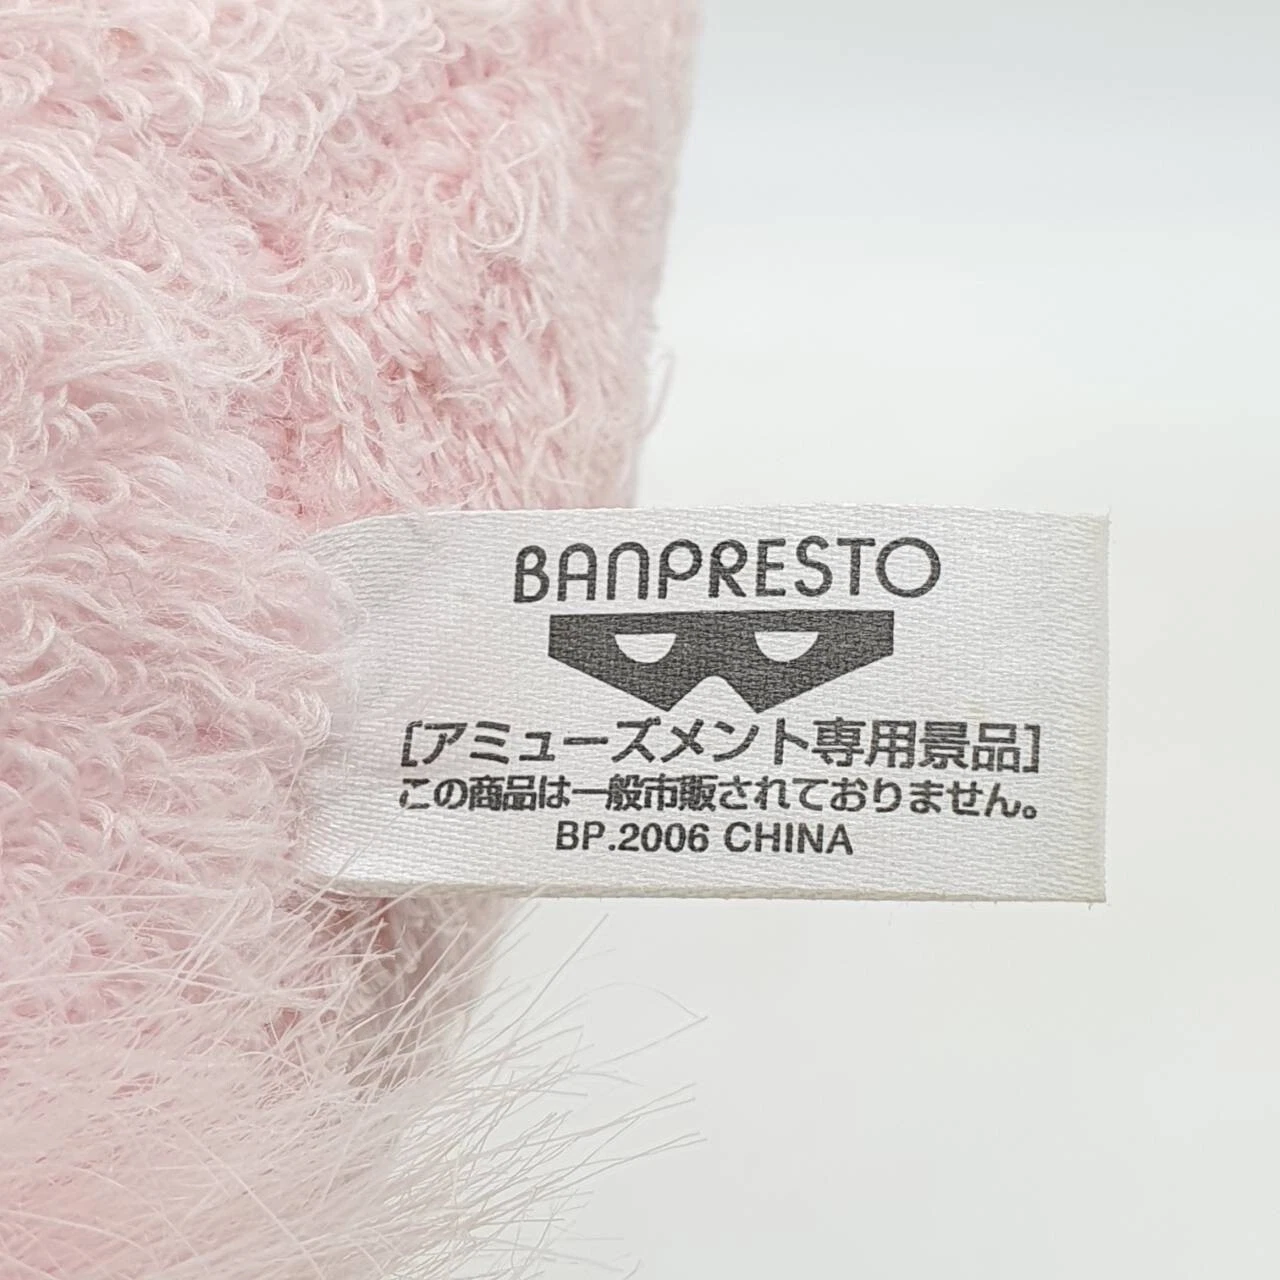 BANPRESTO
[アミューズメント専用景品]
この商品は一般市販されておりません。
BP.2006 CHINA